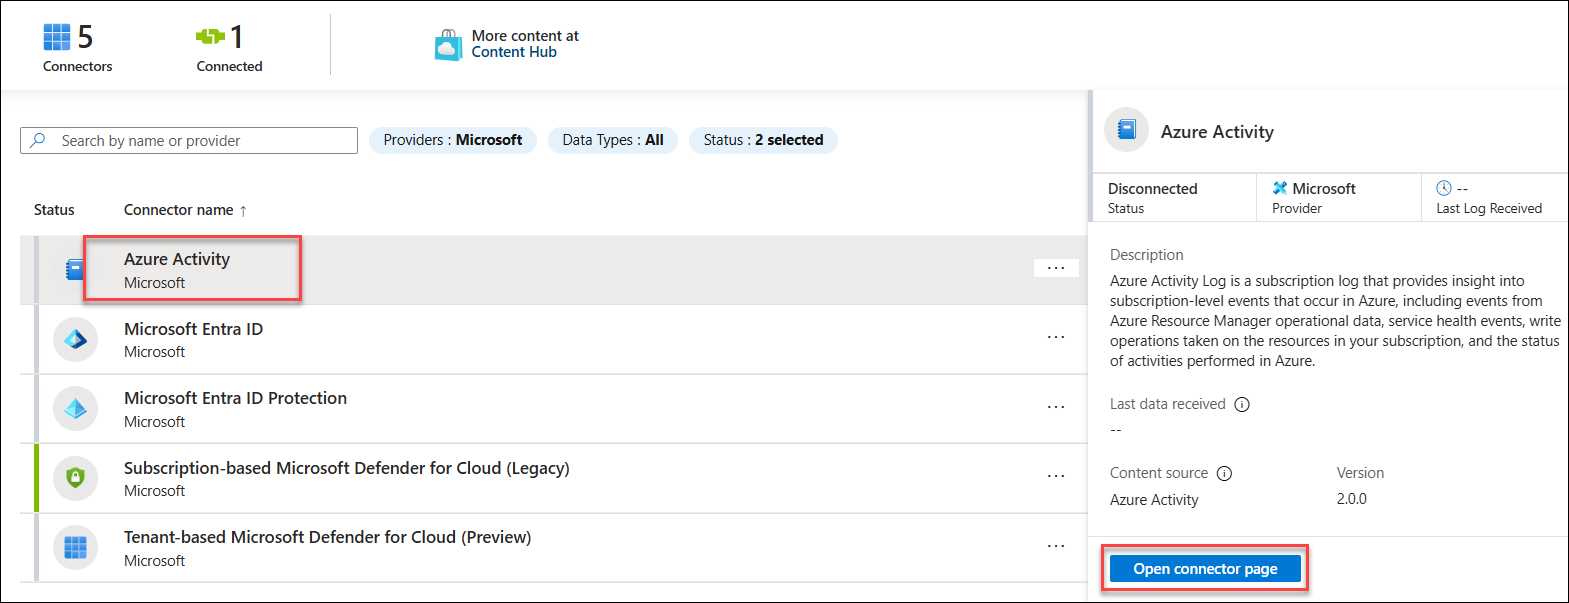 5
Connectors
1
Connected
More content at
Content Hub
Search by name or provider
Providers : Microsoft
Data Types : All
Status : 2 selected
Status
Connector name ↑
Azure Activity
Microsoft
...
Microsoft Entra ID
Microsoft
...
Microsoft Entra ID Protection
Microsoft
...
Subscription-based Microsoft Defender for Cloud (Legacy)
Microsoft
...
Tenant-based Microsoft Defender for Cloud (Preview)
Microsoft
...
Azure Activity
Disconnected
Status
Microsoft
Provider
--
Last Log Received
Description
Azure Activity Log is a subscription log that provides insight into
subscription-level events that occur in Azure, including events from
Azure Resource Manager operational data, service health events, write
operations taken on the resources in your subscription, and the status
of activities performed in Azure.
Last data received
--
Content source
Azure Activity
Version
2.0.0
Open connector page